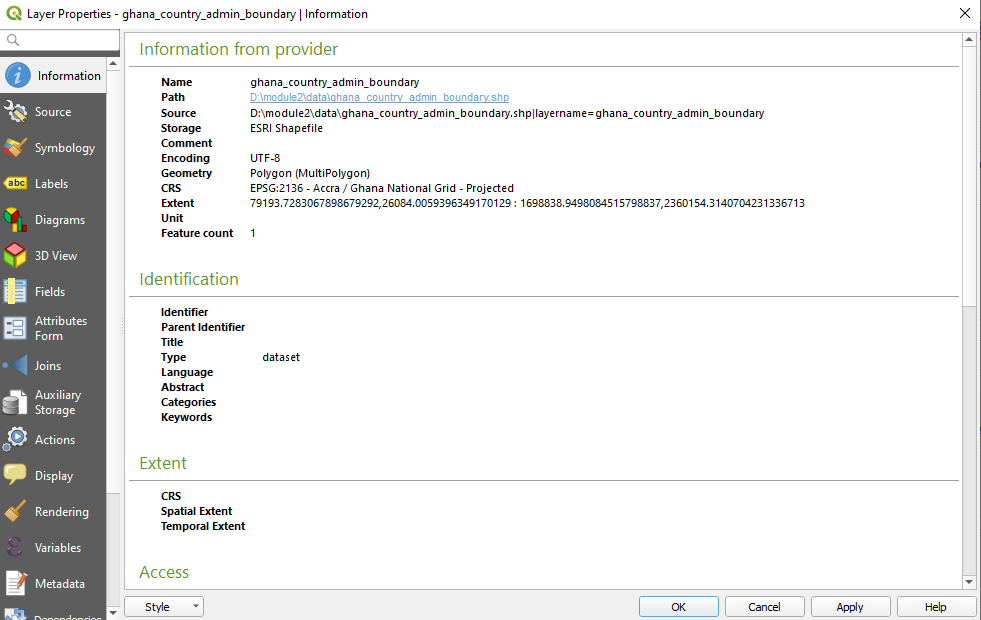 Layer Properties - ghana_country_admin_boundary | Information
Information
Source
Symbology
abc Labels
Diagrams
3D View
Fields
Attributes
Form
Joins
Auxiliary
Storage
Actions
Display
Rendering
Variables
Metadata
Dependencies
Information from provider
Name ghana_country_admin_boundary
Path D:\module2\data\ghana_country_admin_boundary.shp
Source D:\module2\data\ghana_country_admin_boundary.shp|layername=ghana_country_admin_boundary
Storage ESRI Shapefile
Comment
Encoding UTF-8
Geometry Polygon (MultiPolygon)
CRS EPSG:2136 - Accra / Ghana National Grid - Projected
Extent 79193.7283067898679292,26084.0059396349170129 : 1698838.9498084515798837,2360154.3140704231336713
Unit
Feature count 1
Identification
Identifier
Parent Identifier
Title
Type dataset
Language
Abstract
Categories
Keywords
Extent
CRS
Spatial Extent
Temporal Extent
Access
Style
OK
Cancel
Apply
Help